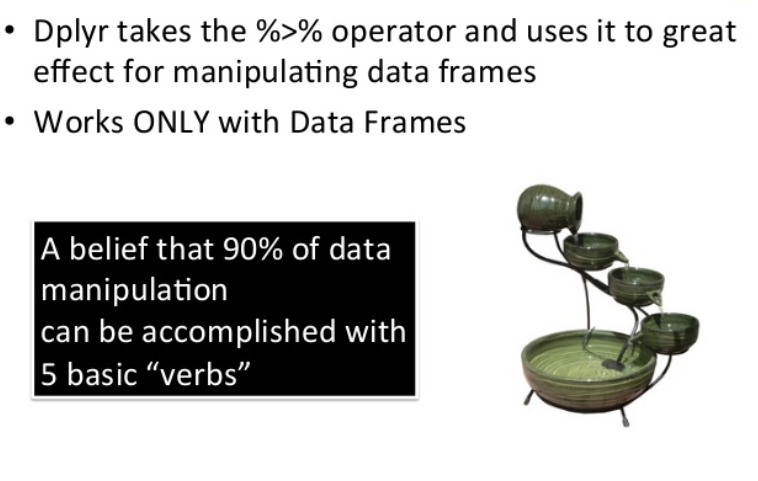 • Dplyr takes the %>% operator and uses it to great
effect for manipulating data frames
• Works ONLY with Data Frames
A belief that 90% of data
manipulation
can be accomplished with
5 basic “verbs”